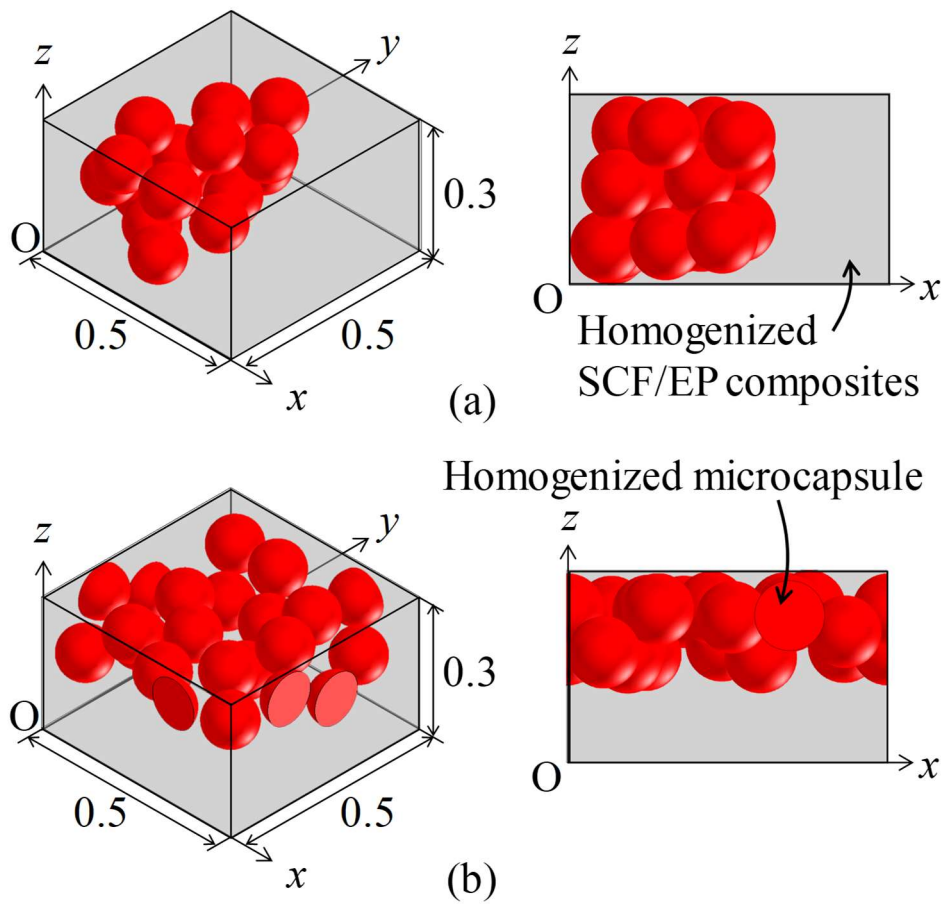 z
y
O
0.3
0.5
0.5
x
z
O
x
Homogenized
SCF/EP composites
(a)
Homogenized microcapsule
z
y
O
0.3
0.5
0.5
x
z
O
x
(b)